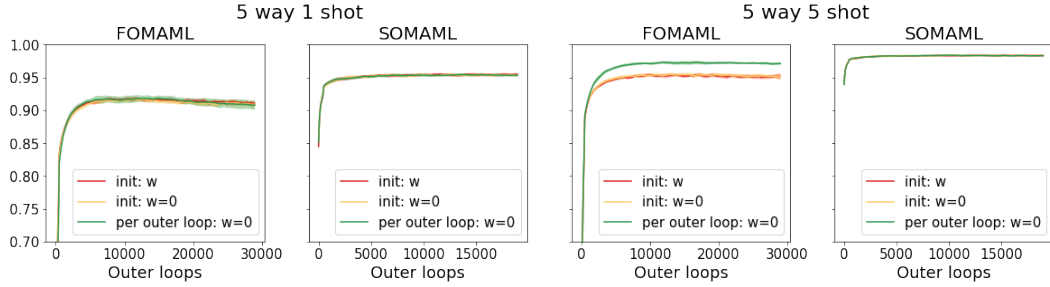 5 way 1 shot
5 way 5 shot
FOMAML
SOMAML
FOMAML
SOMAML
1.00
0.95
0.90
0.85
0.80
0.75
0.70
init: w
init: w=0
per outer loop: w=0
init: w
init: w=0
per outer loop: w=0
init: w
init: w=0
per outer loop: w=0
init: w
init: w=0
per outer loop: w=0
0 10000 20000 30000
0 5000 10000 15000
0 10000 20000 30000
0 5000 10000 15000
Outer loops
Outer loops
Outer loops
Outer loops